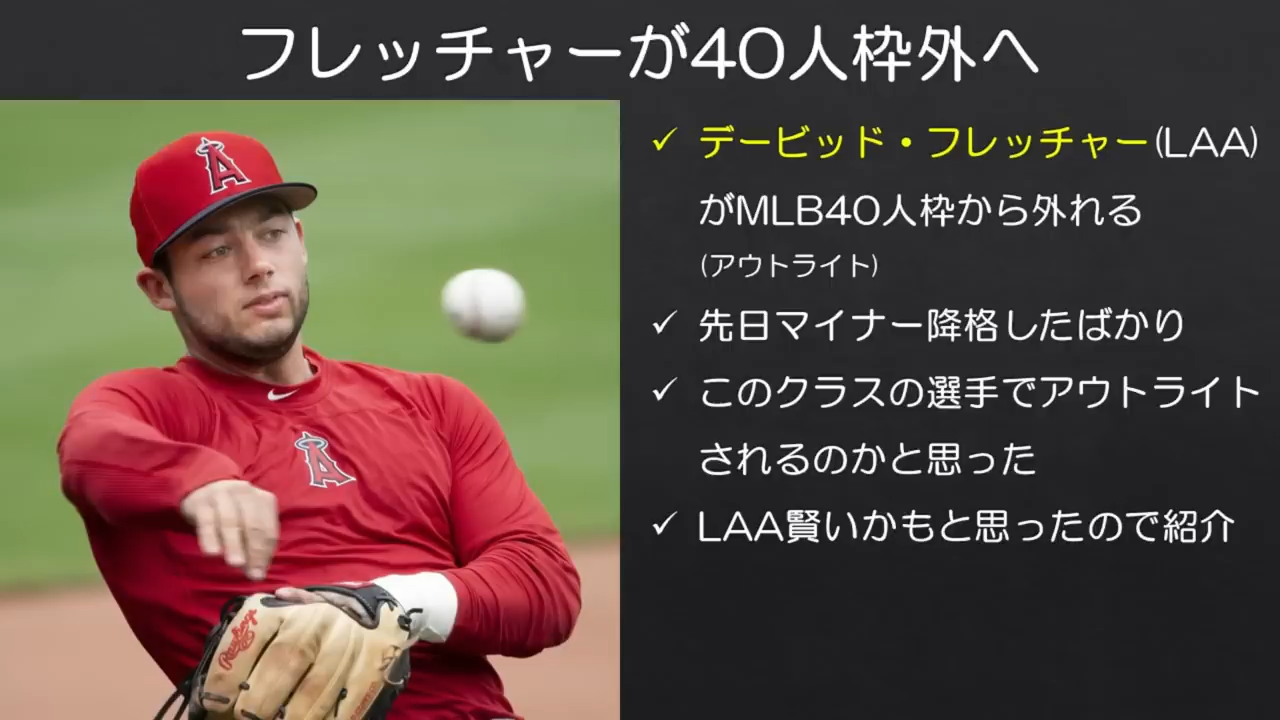 フレッチャーが40人枠外へ
デービッド・フレッチャー(LAA)
がMLB40人枠から外れる
(アウトライト)
先日マイナー降格したばかり
このクラスの選手でアウトライト
されるのかと思った
LAA賢いかもと思ったので紹介
A
A
Rawlings